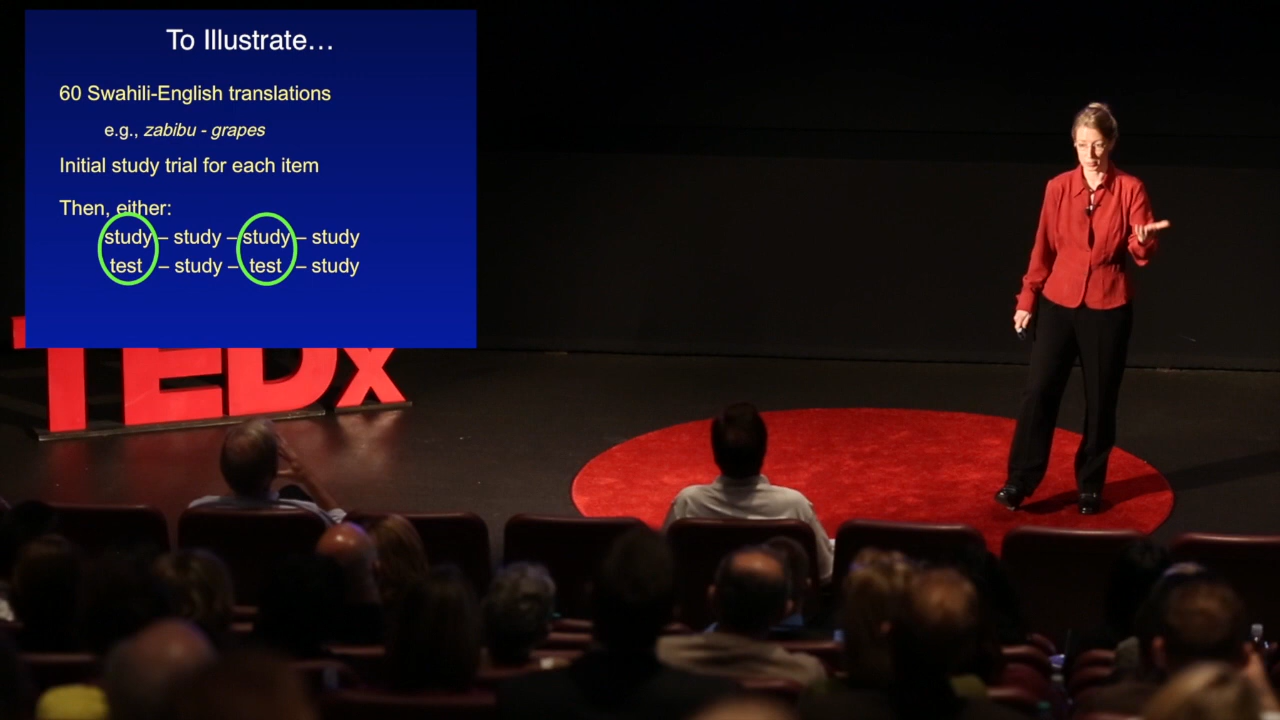 To Illustrate…
60 Swahili-English translations
e.g., zabibu - grapes
Initial study trial for each item
Then, either:
study – study – study – study
test – study – test – study
TEDx